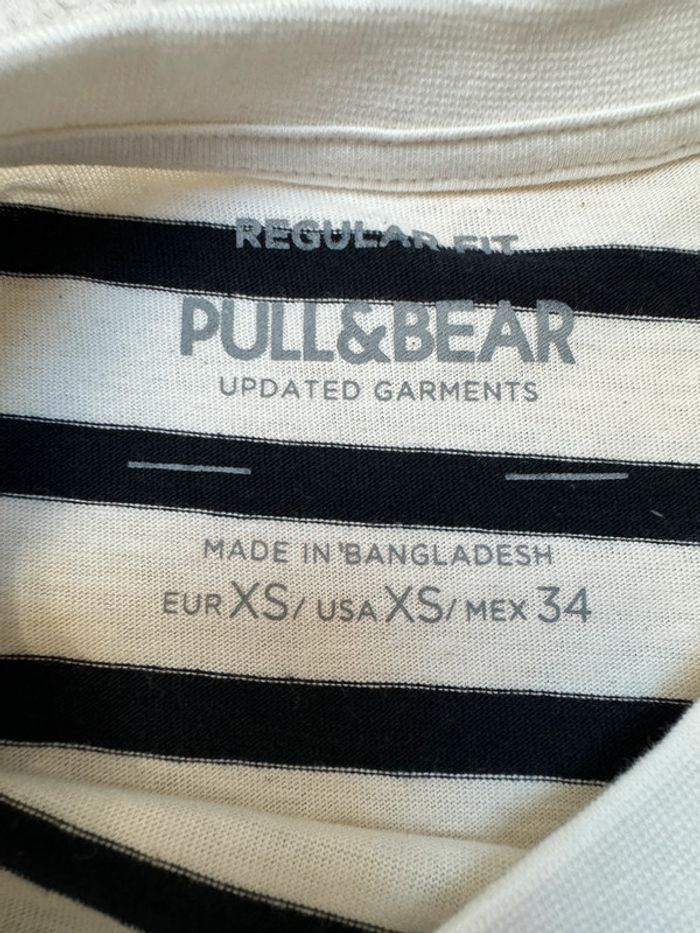 REGULAR FIT
PULL&BEAR
UPDATED GARMENTS
MADE IN BANGLADESH
EUR XS/ USA XS/ MEX 34